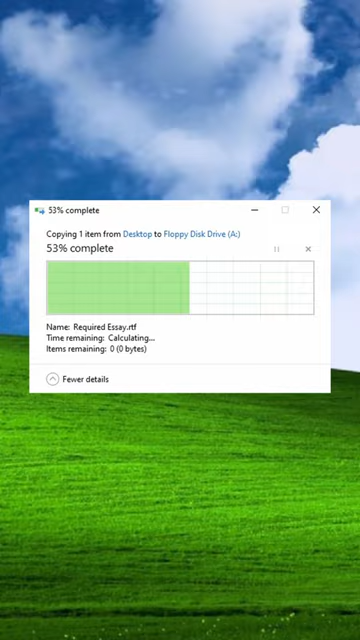 53% complete
Copying 1 item from Desktop to Floppy Disk Drive (A:)
53% complete
Name: Required Essay.rtf
Time remaining: Calculating...
Items remaining: 0 (0 bytes)
Fewer details